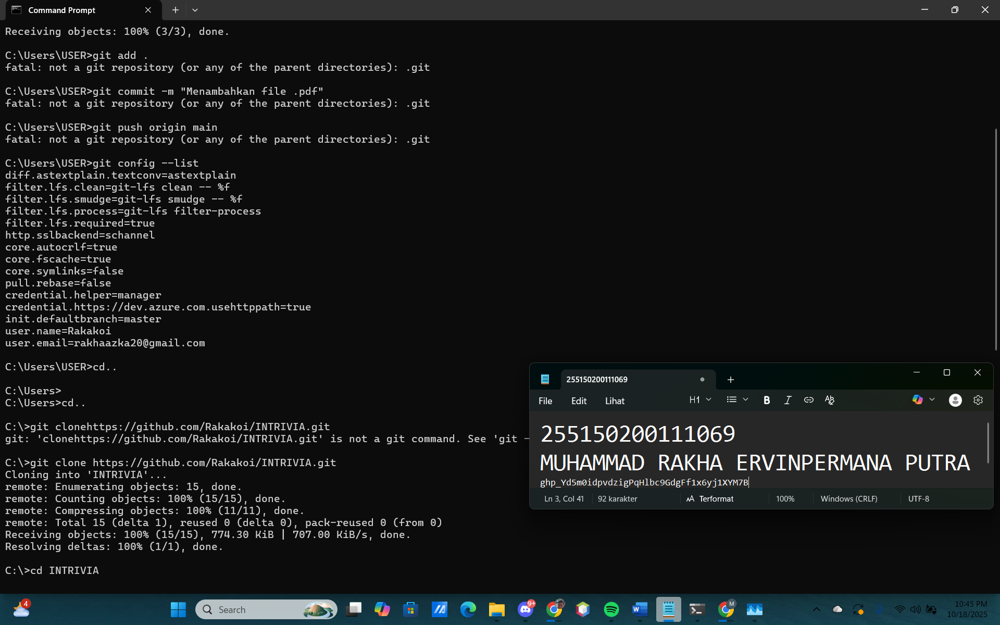 Command Prompt
Receiving objects: 100% (3/3), done.
C:\Users\USER>git add .
fatal: not a git repository (or any of the parent directories): .git
C:\Users\USER>git commit -m "Menambahkan file .pdf"
fatal: not a git repository (or any of the parent directories): .git
C:\Users\USER>git push origin main
fatal: not a git repository (or any of the parent directories): .git
C:\Users\USER>git config --list
diff.astextplain.textconv=astextplain
filter.lfs.clean=git-lfs clean -- %f
filter.lfs.smudge=git-lfs smudge -- %f
filter.lfs.process=git-lfs filter-process
filter.lfs.required=true
http.sslbackend=schannel
core.autocrlf=true
core.fscache=true
core.symlinks=false
pull.rebase=false
credential.helper=manager
credential.https://dev.azure.com.usehttppath=true
init.defaultbranch=master
user.name=Rakakoi
user.email=rakhaazka20@gmail.com
C:\Users\USER>cd..
C:\Users>
C:\Users>cd..
C:\>git clonehttps://github.com/Rakakoi/INTRIVIA.git
git: 'clonehttps://github.com/Rakakoi/INTRIVIA.git' is not a git command. See 'git -
C:\>git clone https://github.com/Rakakoi/INTRIVIA.git
Cloning into 'INTRIVIA'...
remote: Enumerating objects: 15, done.
remote: Counting objects: 100% (15/15), done.
remote: Compressing objects: 100% (11/11), done.
remote: Total 15 (delta 1), reused 0 (delta 0), pack-reused 0 (from 0)
Receiving objects: 100% (15/15), 774.30 KiB | 707.00 KiB/s, done.
Resolving deltas: 100% (1/1), done.
C:\>cd INTRIVIA
255150200111069
File Edit Lihat H1 B I
255150200111069
MUHAMMAD RAKHA ERVINPERMANA PUTRA
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
Ln 3, Col 41 92 karakter Terformat 100% Windows (CRLF) UTF-8
4 Search 9+ W M
10:45 PM
10/18/2025